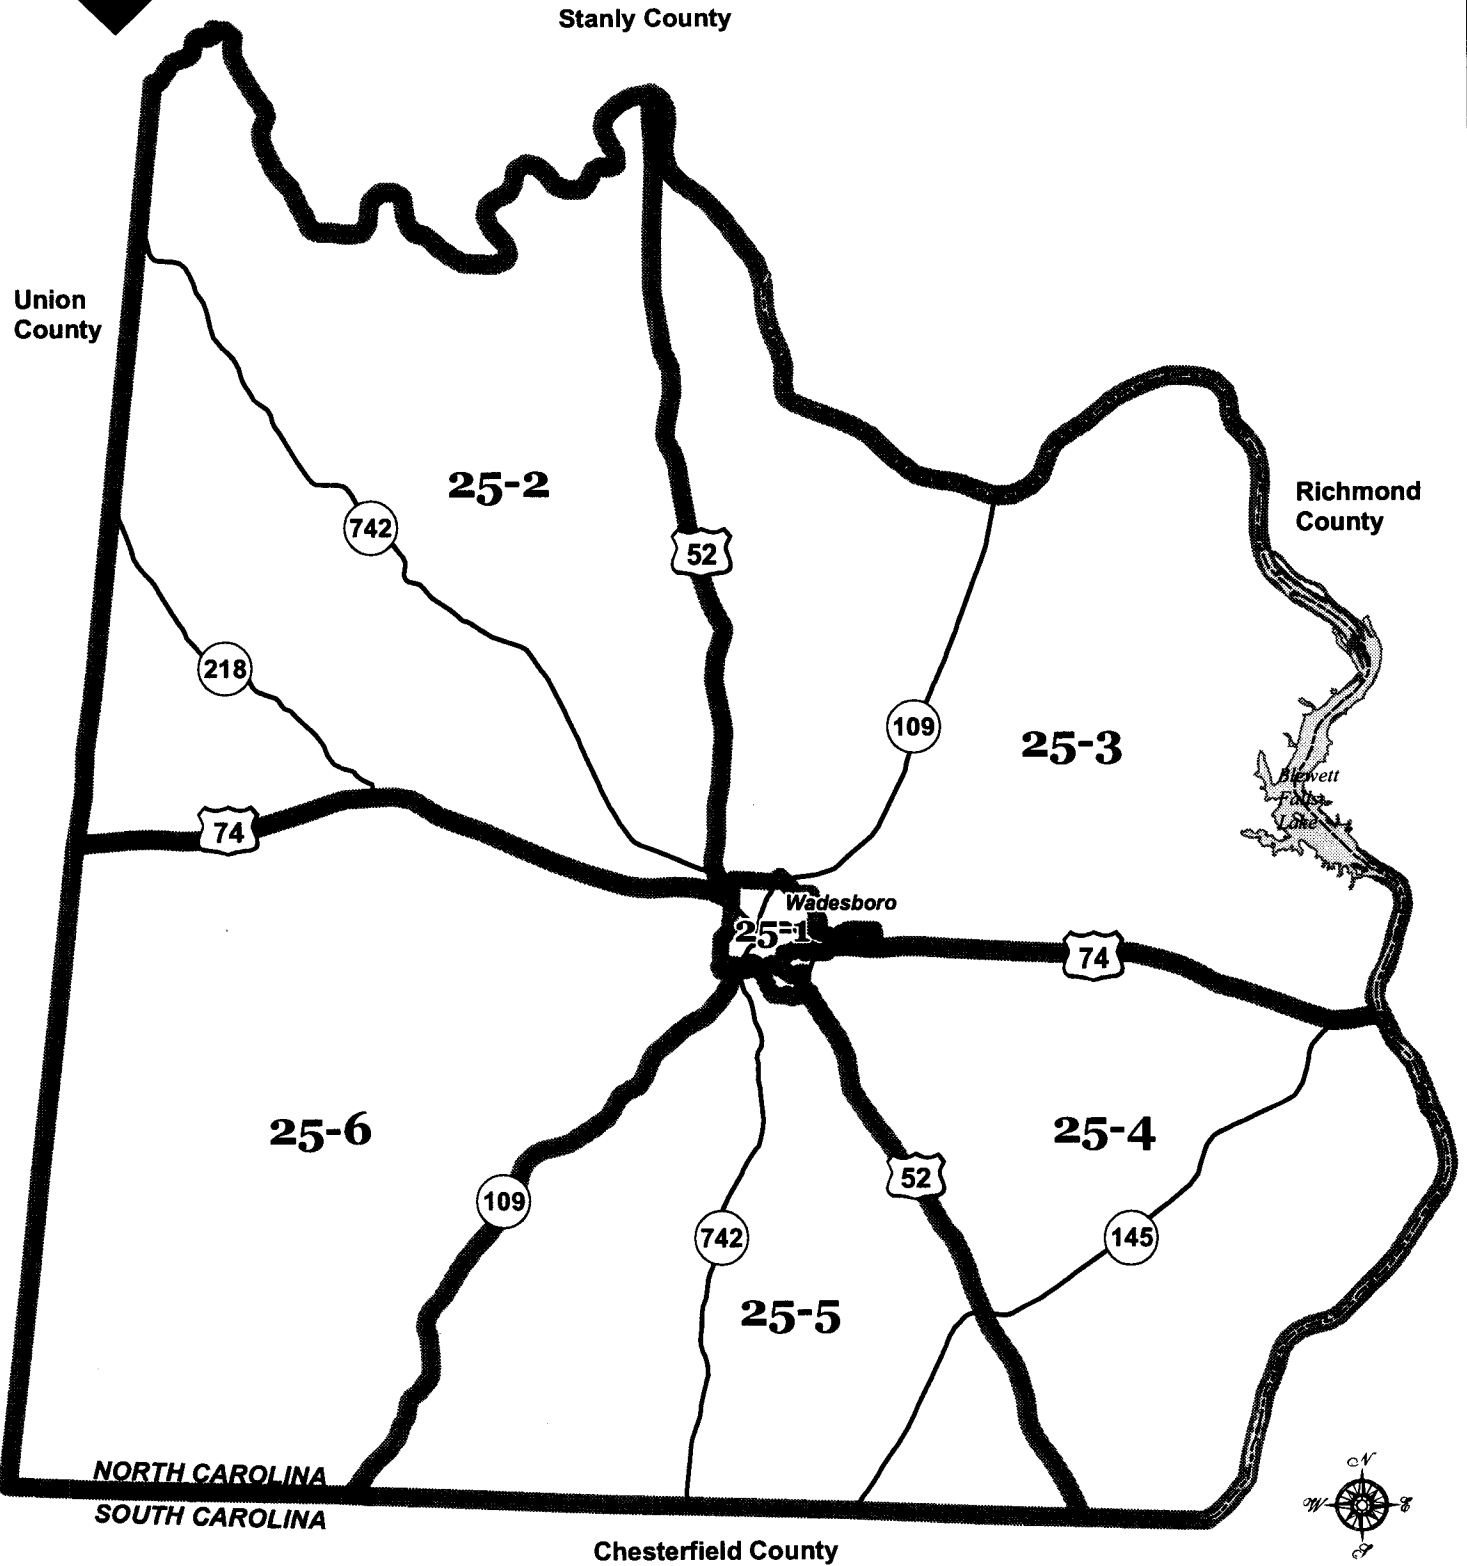 Stanly County
Union
County
25-2
742
52
Richmond
County
218
109
25-3
Blewett
Falls
Lake
74
Wadesboro
25-1
74
25-6
25-4
109
52
742
145
25-5
NORTH CAROLINA
SOUTH CAROLINA
Chesterfield County
N
W
E
S